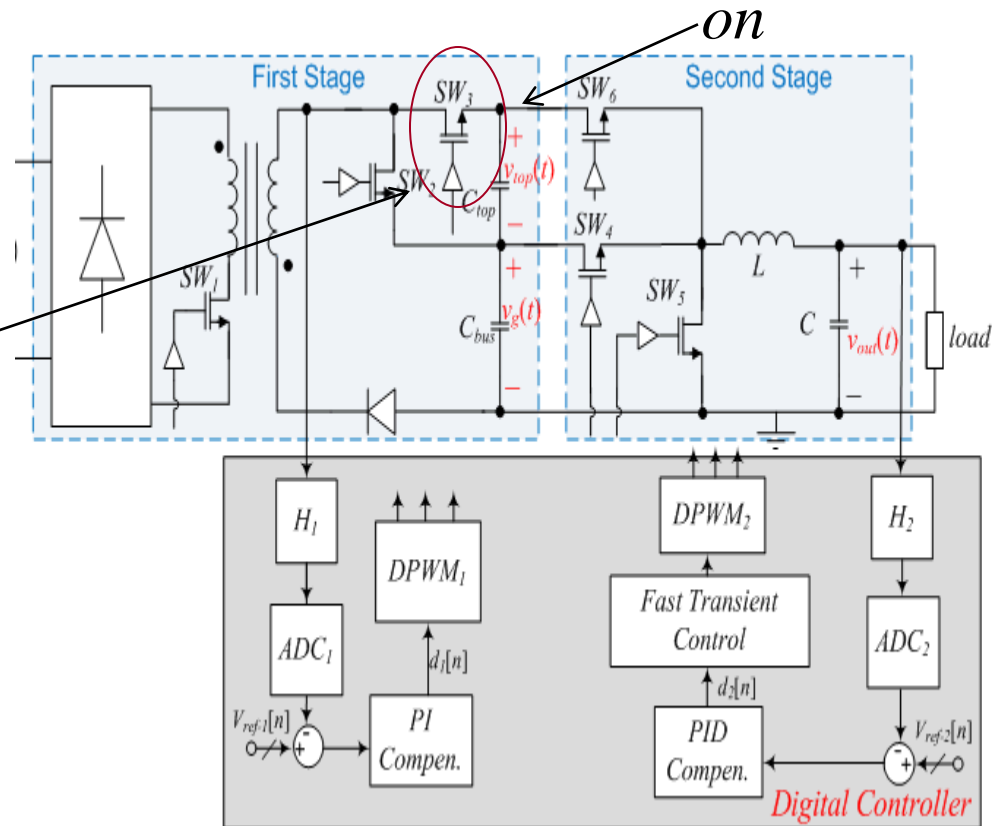 on
First Stage
Second Stage
SW3
SW6
SW2
vtop(t)
+
−
Ctop
SW4
SW1
SW5
L
+
vg(t)
−
Cbus
C
+
vout(t)
−
load
H1
DPWM1
DPWM2
H2
ADC1
Fast Transient
Control
ADC2
d1[n]
d2[n]
Vref-1[n]
+
-
PI
Compen.
PID
Compen.
-
+
Vref-2[n]
Digital Controller